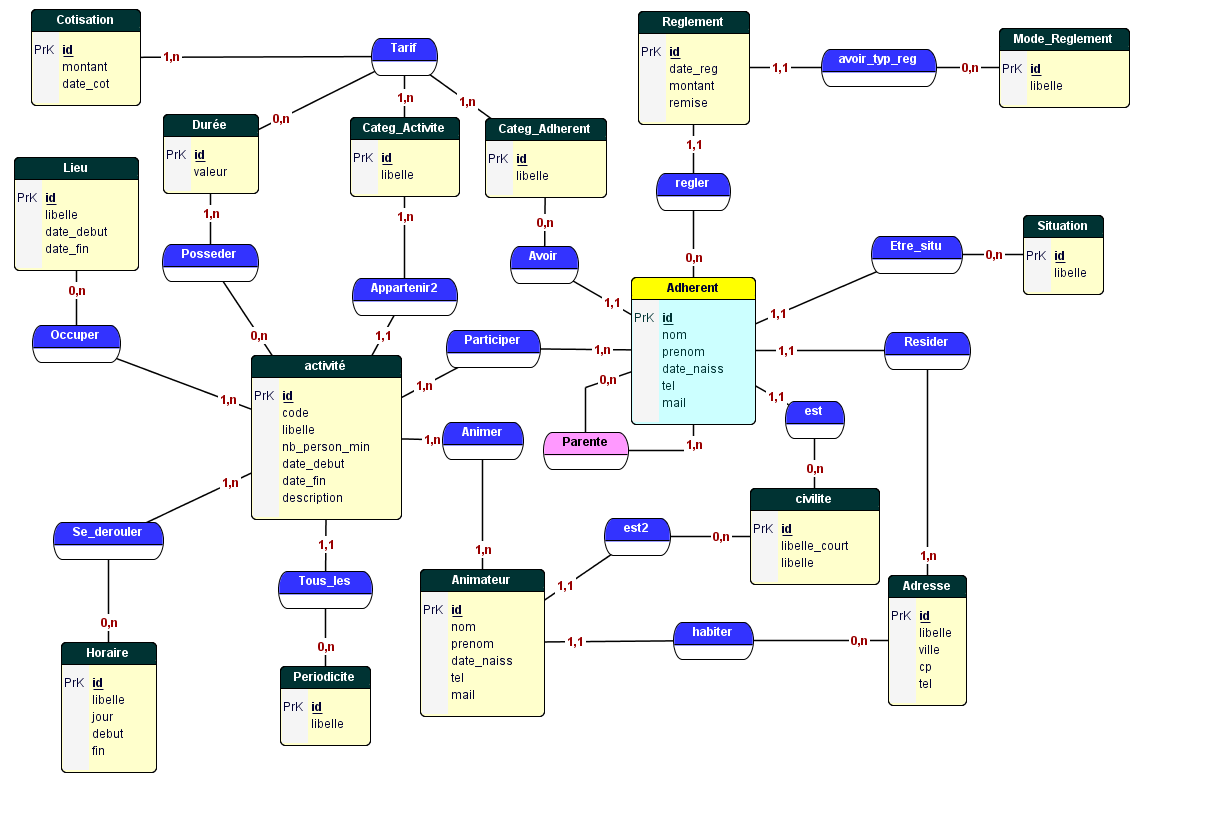 Cotisation
PrK id
montant
date_cot
1,n
Tarif
0,n
1,n
1,n
Reglement
PrK id
date_reg
montant
remise
1,1
avoir_typ_reg
0,n
Mode_Reglement
PrK id
libelle
Durée
PrK id
valeur
Categ_Activite
PrK id
libelle
Categ_Adherent
PrK id
libelle
1,1
regler
0,n
Lieu
PrK id
libelle
date_debut
date_fin
1,n
Posseder
0,n
1,n
Appartenir2
1,1
0,n
Avoir
1,1
Situation
PrK id
libelle
Etre_situ
0,n
1,1
0,n
Occuper
1,n
Adherent
PrK id
nom
prenom
date_naiss
tel
mail
Participer
1,n
1,n
1,1
Resider
1,n
0,n
Parente
1,n
1,1
est
0,n
activité
PrK id
code
libelle
nb_person_min
date_debut
date_fin
description
1,n
Animer
1,n
1,n
Se_derouler
0,n
1,1
Tous_les
0,n
civilite
PrK id
libelle_court
libelle
est2
0,n
1,1
Animateur
PrK id
nom
prenom
date_naiss
tel
mail
1,1
habiter
0,n
Adresse
PrK id
libelle
ville
cp
tel
Horaire
PrK id
libelle
jour
debut
fin
Periodicite
PrK id
libelle